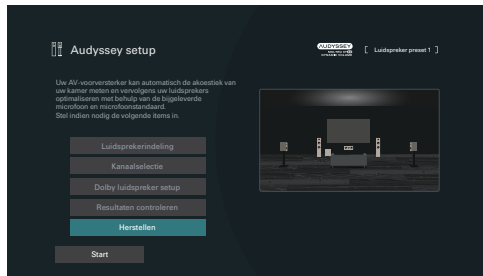 Audyssey setup
AUDYSSEY
[ Luidspreker preset 1 ]
Uw AV-voorversterker kan automatisch de akoestiek van
uw kamer meten en vervolgens uw luidsprekers
optimaliseren met behulp van de bijgeleverde
microfoon en microfoonstandaard.
Stel indien nodig de volgende items in.
Luidsprekerindeling
Kanaalselectie
Dolby luidspreker setup
Resultaten controleren
Herstellen
Start